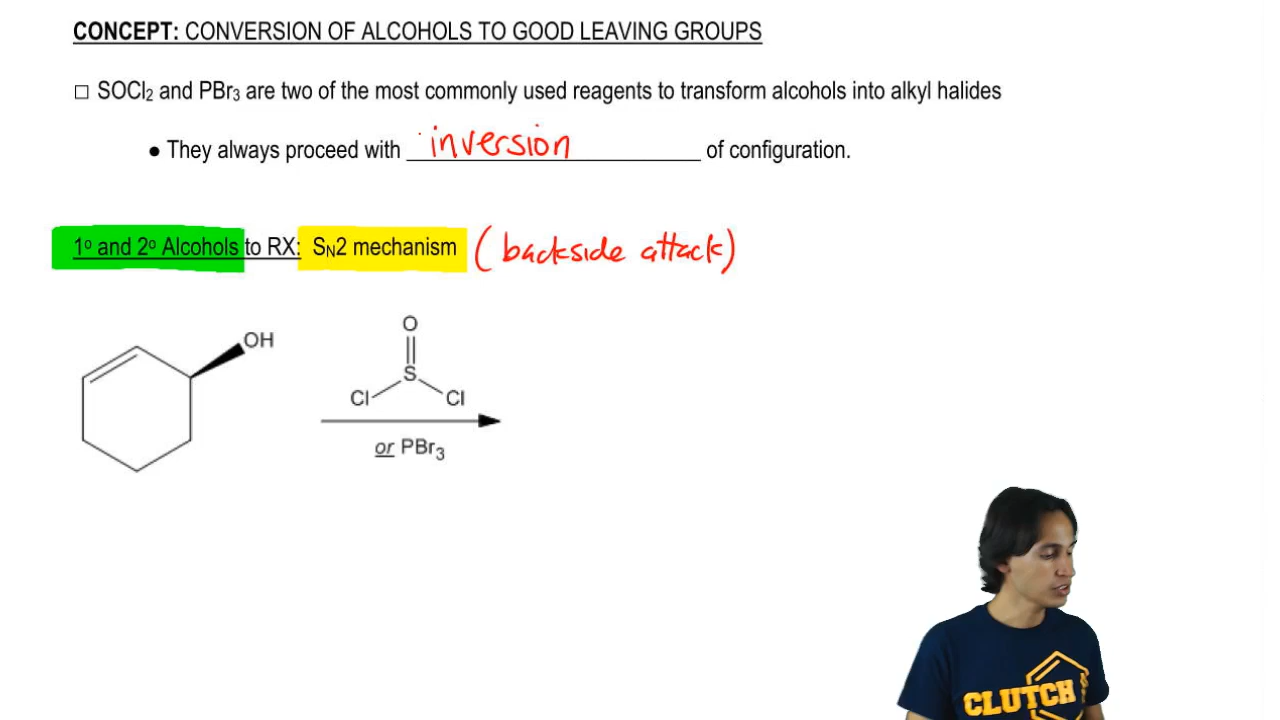 CONCEPT: CONVERSION OF ALCOHOLS TO GOOD LEAVING GROUPS
□ SOCl₂ and PBr₃ are two of the most commonly used reagents to transform alcohols into alkyl halides
● They always proceed with inversion of configuration.
1º and 2º Alcohols to RX: SN2 mechanism (backside attack)
O
OH
S
Cl Cl
or PBr₃
CLUTCH